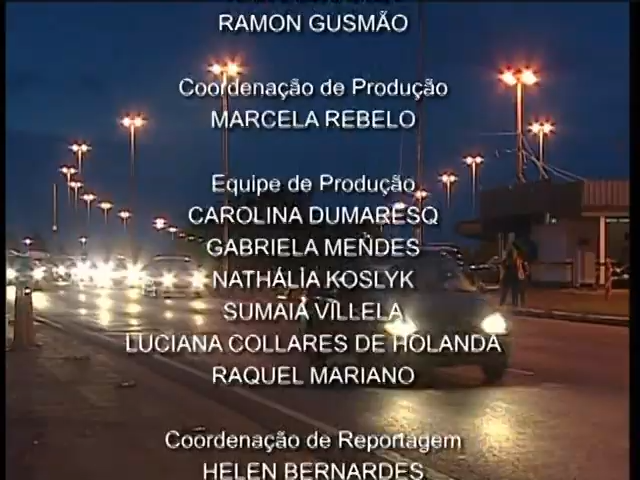 RAMON GUSMÃO
Coordenação de Produção
MARCELA REBELO
Equipe de Produção
CAROLINA DUMARESQ
GABRIELA MENDES
NATHÁLIA KOSLYK
SUMAIA VILLELA
LUCIANA COLLARES DE HOLANDA
RAQUEL MARIANO
Coordenação de Reportagem
HELEN BERNARDES